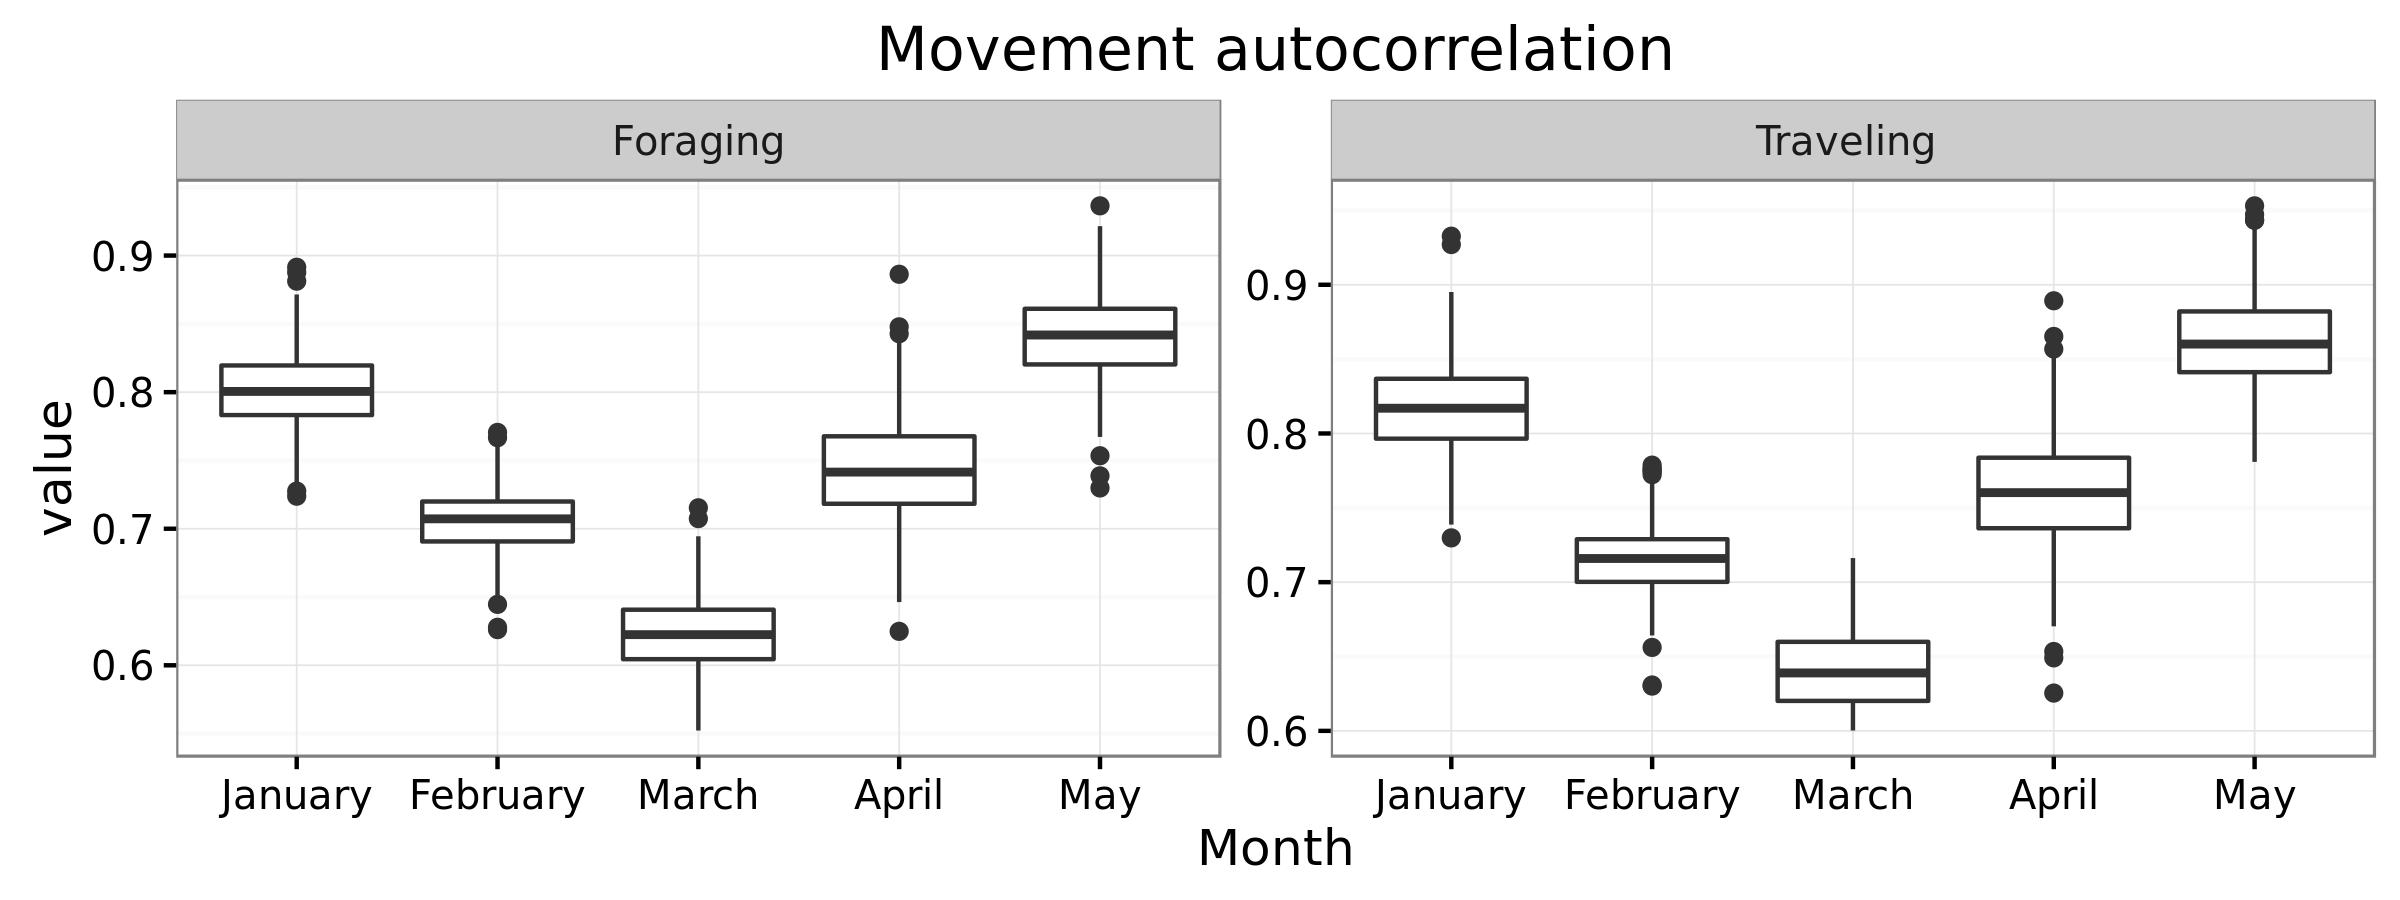 Movement autocorrelation
Foraging
Traveling
value
0.9
0.8
0.7
0.6
0.9
0.8
0.7
0.6
January February March April May
January February March April May
Month